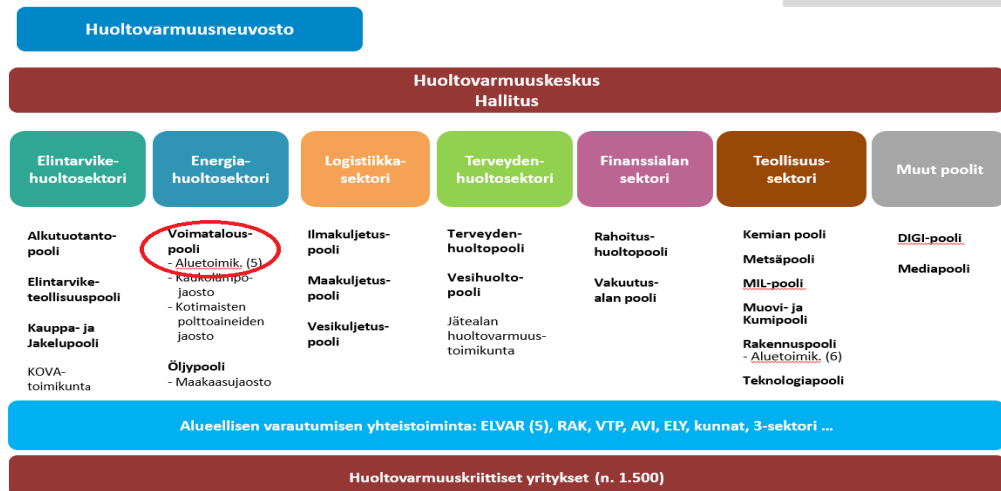 Huoltovarmuusneuvosto
Huoltovarmuuskeskus
Hallitus
Elintarvike-
huoltosektori
Energia-
huoltosektori
Logistiikka-
sektori
Terveyden-
huoltosektori
Finanssialan
sektori
Teollisuus-
sektori
Muut poolit
Alkutuotanto-
pooli
Elintarvike-
teollisuuspooli
Kauppa- ja
Jakelupooli
KOVA-
toimikunta
Voimatalous-
pooli
- Aluetoimik. (5)
- Kaukolämpö-
jaosto
- Kotimaisten
polttoaineiden
jaosto
Öljypooli
- Maakaasujaosto
Ilmakuljetus-
pooli
Maakuljetus-
pooli
Vesikuljetus-
pooli
Terveyden-
huoltopooli
Vesihuolto-
pooli
Jätealan
huoltovarmuus-
toimikunta
Rahoitus-
huoltopooli
Vakuutus-
alan pooli
Kemian pooli
Metsäpooli
MIL-pooli
Muovi- ja
Kumipooli
Rakennuspooli
- Aluetoimik. (6)
Teknologiapooli
DIGI-pooli
Mediapooli
Alueellisen varautumisen yhteistoiminta: ELVAR (5), RAK, VTP, AVI, ELY, kunnat, 3-sektori ...
Huoltovarmuuskriittiset yritykset (n. 1.500)